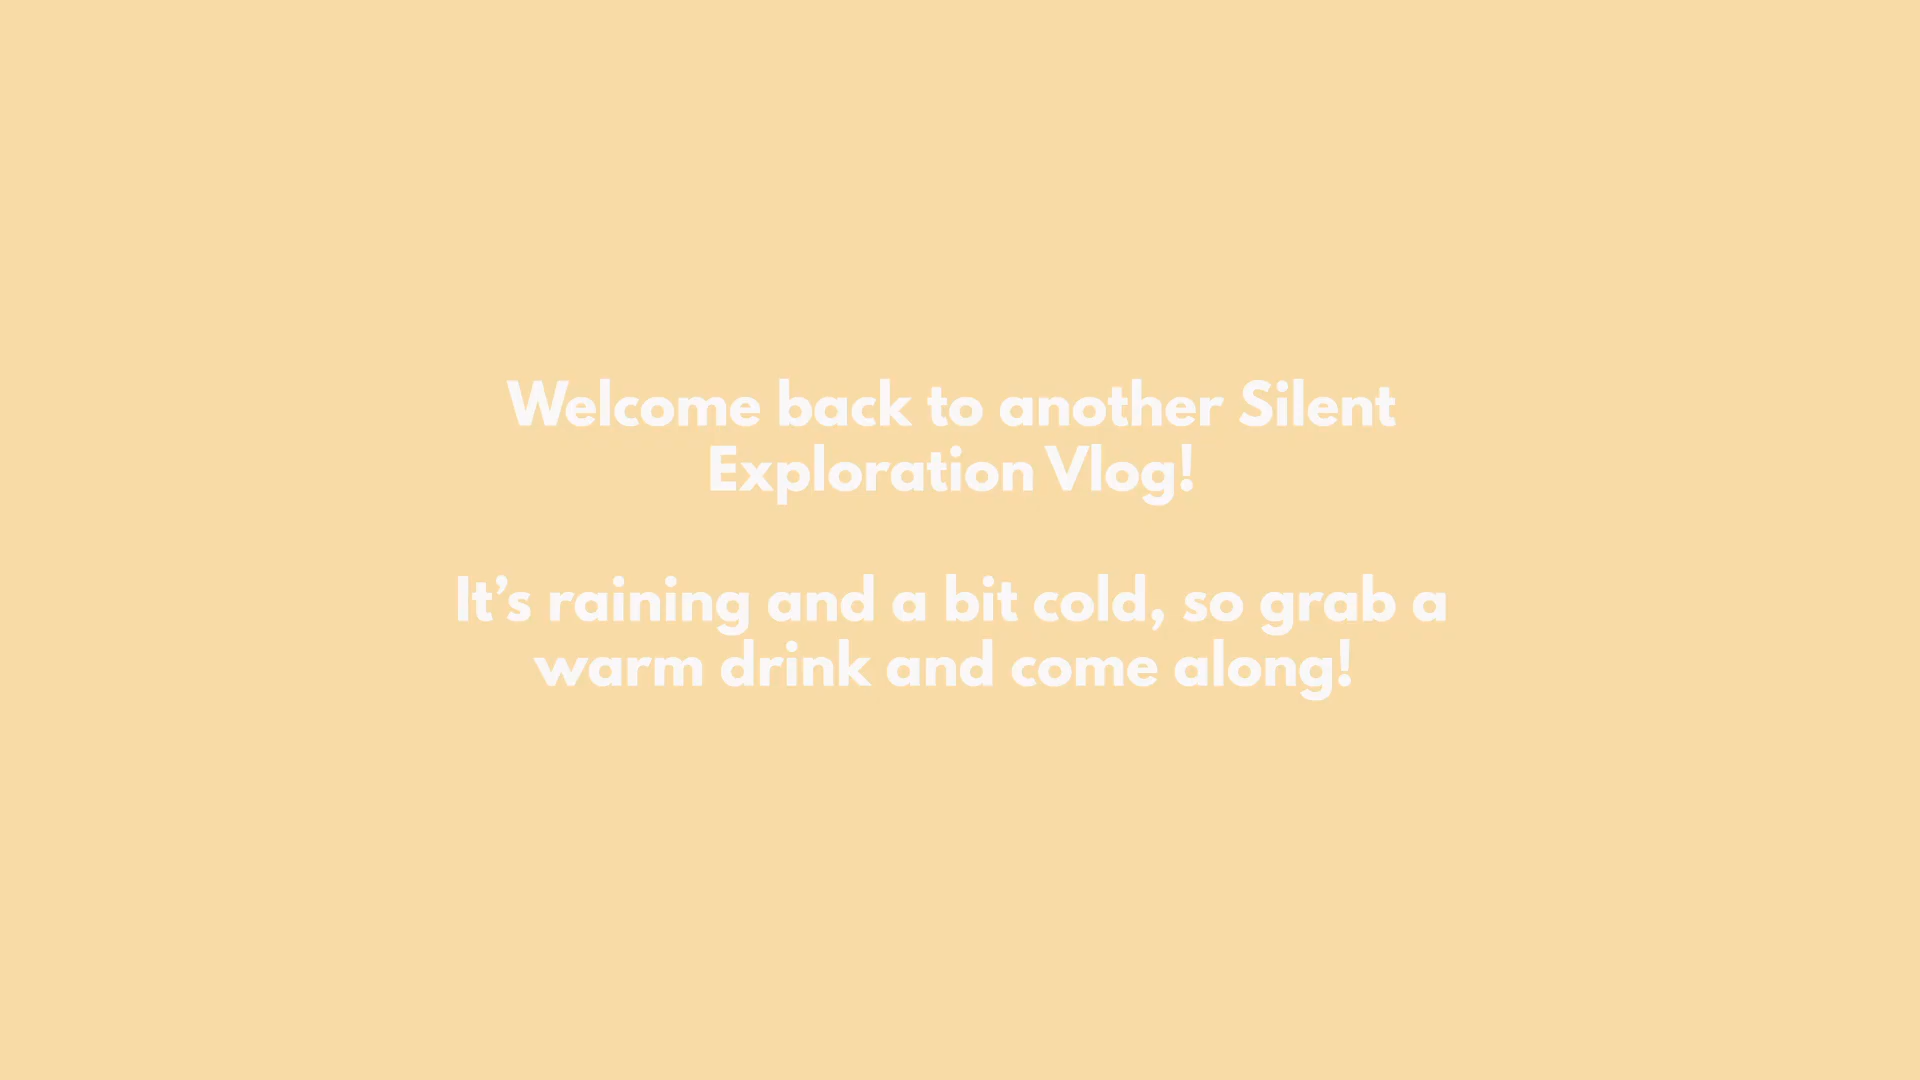 Welcome back to another Silent
Exploration Vlog!
It’s raining and a bit cold, so grab a
warm drink and come along!